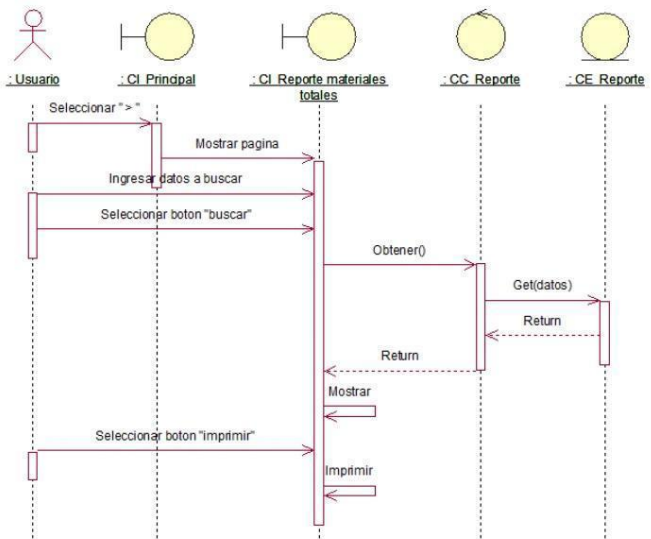 : Usuario
: CI Principal
: CI Reporte materiales
totales
: CC Reporte
: CE Reporte
Seleccionar " > "
Mostrar pagina
Ingresar datos a buscar
Seleccionar boton "buscar"
Obtener()
Get(datos)
Return
Return
Mostrar
Seleccionar boton "imprimir"
Imprimir